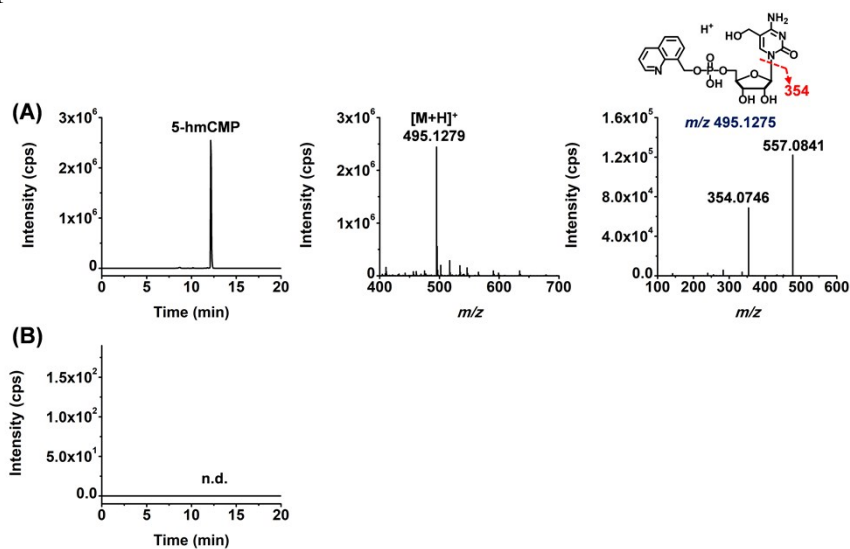 H⁺
NH₂
HO
N
N
O
N
O
O
P
O
OH
O
OH OH
354
(A)
5-hmCMP
Intensity (cps)
3x10⁶
2x10⁶
1x10⁶
0
0 5 10 15 20
Time (min)
[M+H]⁺
495.1279
Intensity (cps)
3x10⁶
2x10⁶
1x10⁶
0
400 500 600 700
m/z
m/z 495.1275
557.0841
354.0746
Intensity (cps)
1.6x10⁵
1.2x10⁵
8.0x10⁴
4.0x10⁴
0.0
100 200 300 400 500 600
m/z
(B)
Intensity (cps)
1.5x10²
1.0x10²
5.0x10¹
0.0
n.d.
0 5 10 15 20
Time (min)